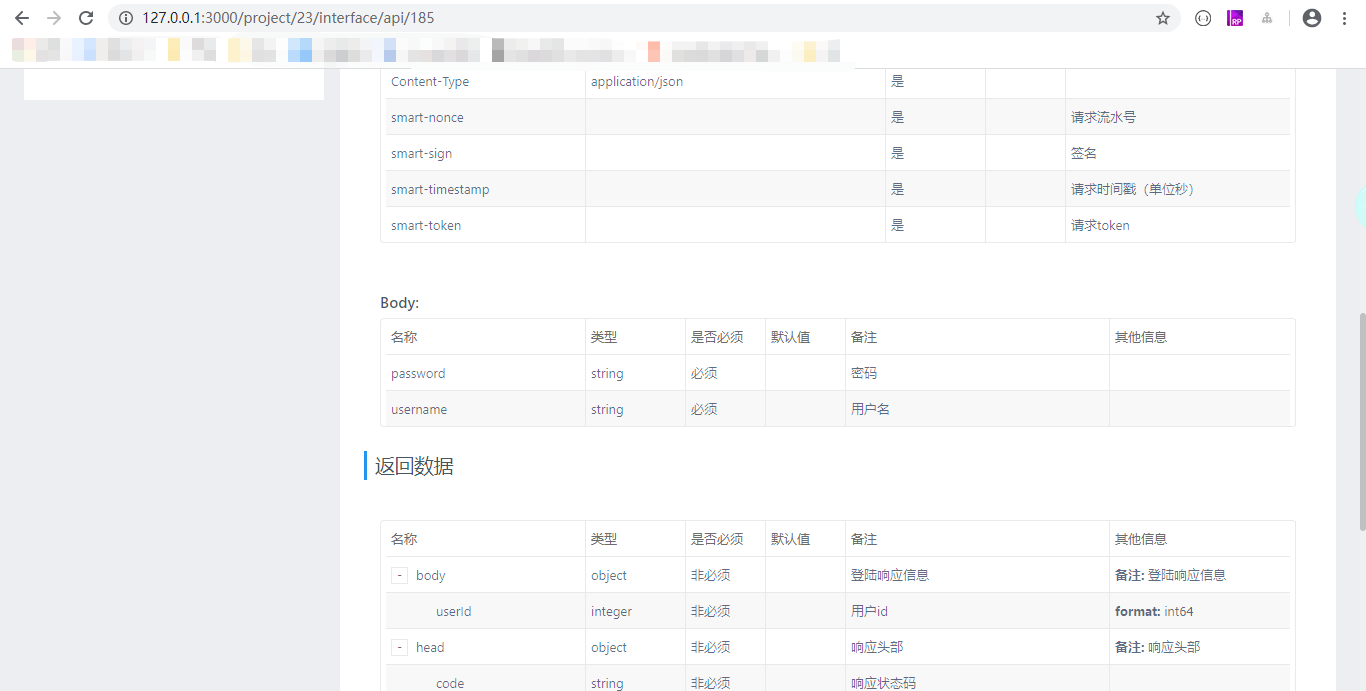 127.0.0.1:3000/project/23/interface/api/185
RP
Content-Type application/json 是
smart-nonce 是 请求流水号
smart-sign 是 签名
smart-timestamp 是 请求时间戳（单位秒）
smart-token 是 请求token
Body:
名称 类型 是否必须 默认值 备注 其他信息
password string 必须 密码
username string 必须 用户名
返回数据
名称 类型 是否必须 默认值 备注 其他信息
- body object 非必须 登陆响应信息 备注: 登陆响应信息
userId integer 非必须 用户id format: int64
- head object 非必须 响应头部 备注: 响应头部
code string 非必须 响应状态码